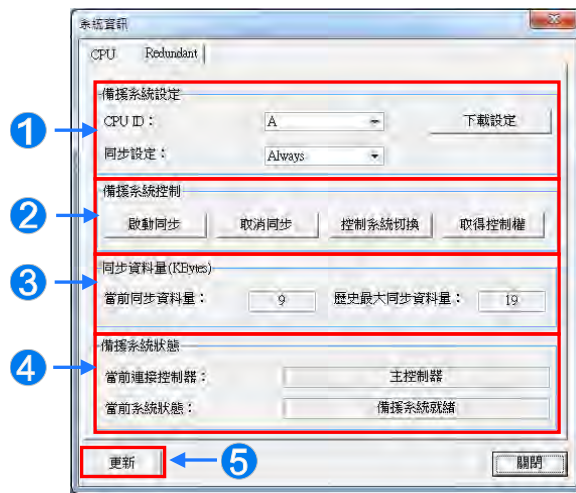 系統資訊
CPU Redundant
備援系統設定
CPU ID： A 下載設定
同步設定： Always
備援系統控制
啟動同步 取消同步 控制系統切換 取得控制權
同步資料量(KBytes)
當前同步資料量： 9 歷史最大同步資料量： 19
備援系統狀態
當前連接控制器： 主控制器
當前系統狀態： 備援系統就緒
更新 關閉
1
2
3
4
5